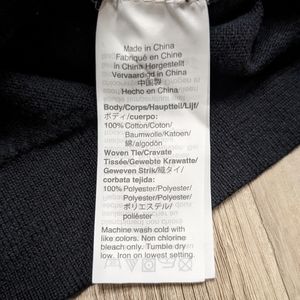 Made in China
Fabriqué en Chine
in China Hergestellt
Vervaardigd in China
中国製
Hecho en China
Body/Corps/Hauptteil/Lijf/
ボディ/cuerpo:
100% Cotton/Coton/
Baumwolle/Katoen/
綿/algodón
Woven Tie/Cravate
Tissée/Gewebte Krawatte/
Geweven Strik/織タイ/
corbata tejida:
100% Polyester/Polyester/
Polyester/Polyester/
ポリエステル/
poliéster
Machine wash cold with
like colors. Non chlorine
bleach only. Tumble dry
low. Iron on lowest setting.